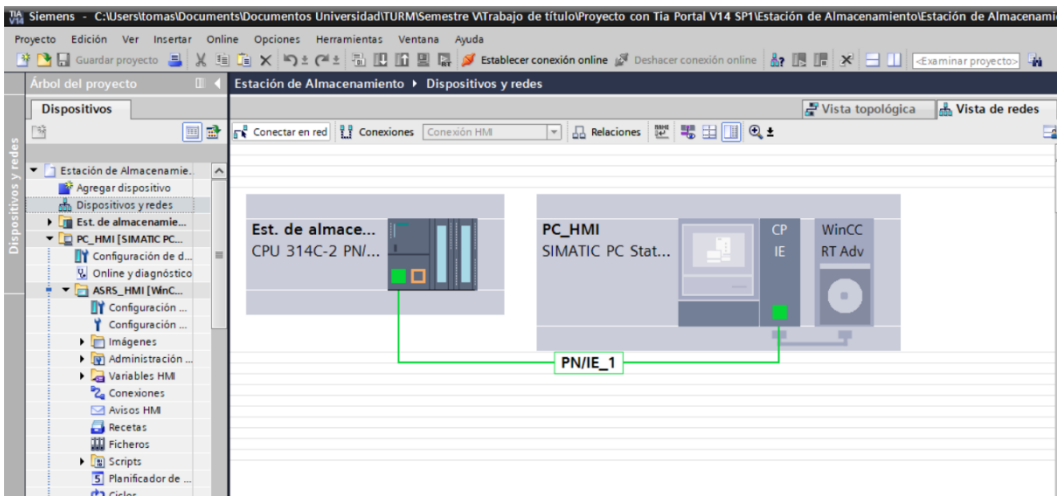 Siemens - C:\Users\tomas\Documents\Documentos Universidad\TURM\Semestre V\Trabajo de título\Proyecto con Tia Portal V14 SP1\Estación de Almacenamiento\Estación de Almacenami
Proyecto Edición Ver Insertar Online Opciones Herramientas Ventana Ayuda
Guardar proyecto Establecer conexión online Deshacer conexión online <Examinar proyecto>
Árbol del proyecto Estación de Almacenamiento Dispositivos y redes
Dispositivos Vista topológica Vista de redes
Conectar en red Conexiones Conexión HMI Relaciones
Dispositivos y redes
Estación de Almacenamie...
Agregar dispositivo
Dispositivos y redes
Est. de almacenamie...
PC_HMI [SIMATIC PC...
Configuración de d...
Online y diagnóstico
ASRS_HMI [WinC...
Configuración ...
Configuración ...
Imágenes
Administración ...
Variables HMI
Conexiones
Avisos HMI
Recetas
Ficheros
Scripts
Planificador de ...
Ciclos
Est. de almace...
CPU 314C-2 PN/...
PC_HMI
SIMATIC PC Stat...
CP
IE
WinCC
RT Adv
PN/IE_1